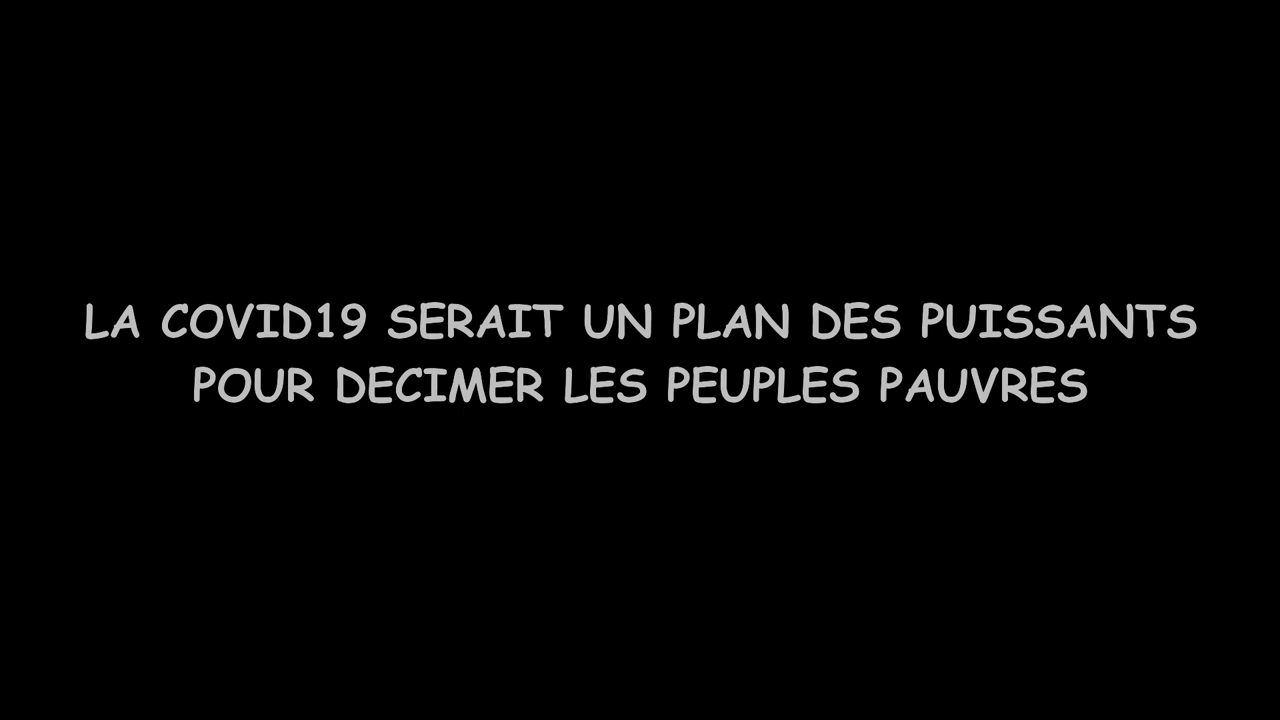 LA COVID19 SERAIT UN PLAN DES PUISSANTS
POUR DECIMER LES PEUPLES PAUVRES